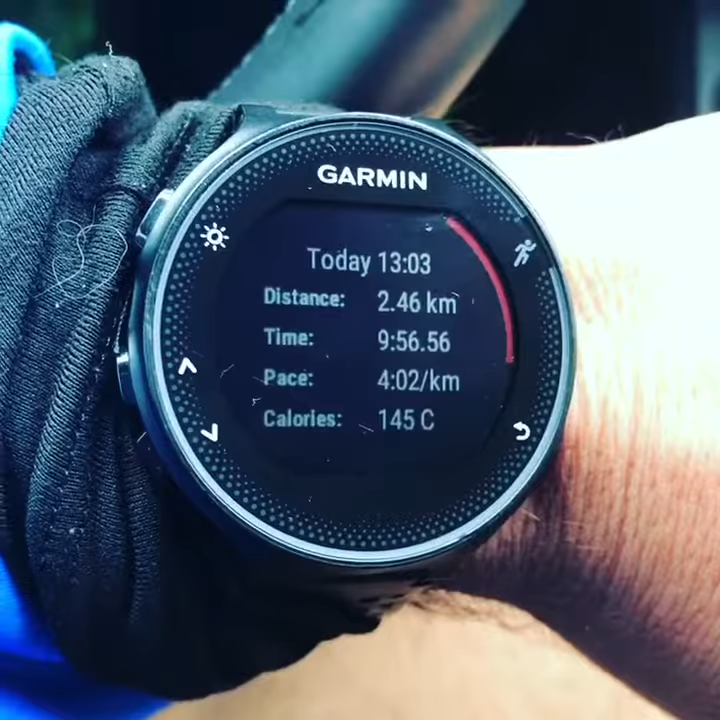 GARMIN
Today 13:03
Distance: 2.46 km
Time: 9:56.56
Pace: 4:02/km
Calories: 145 C